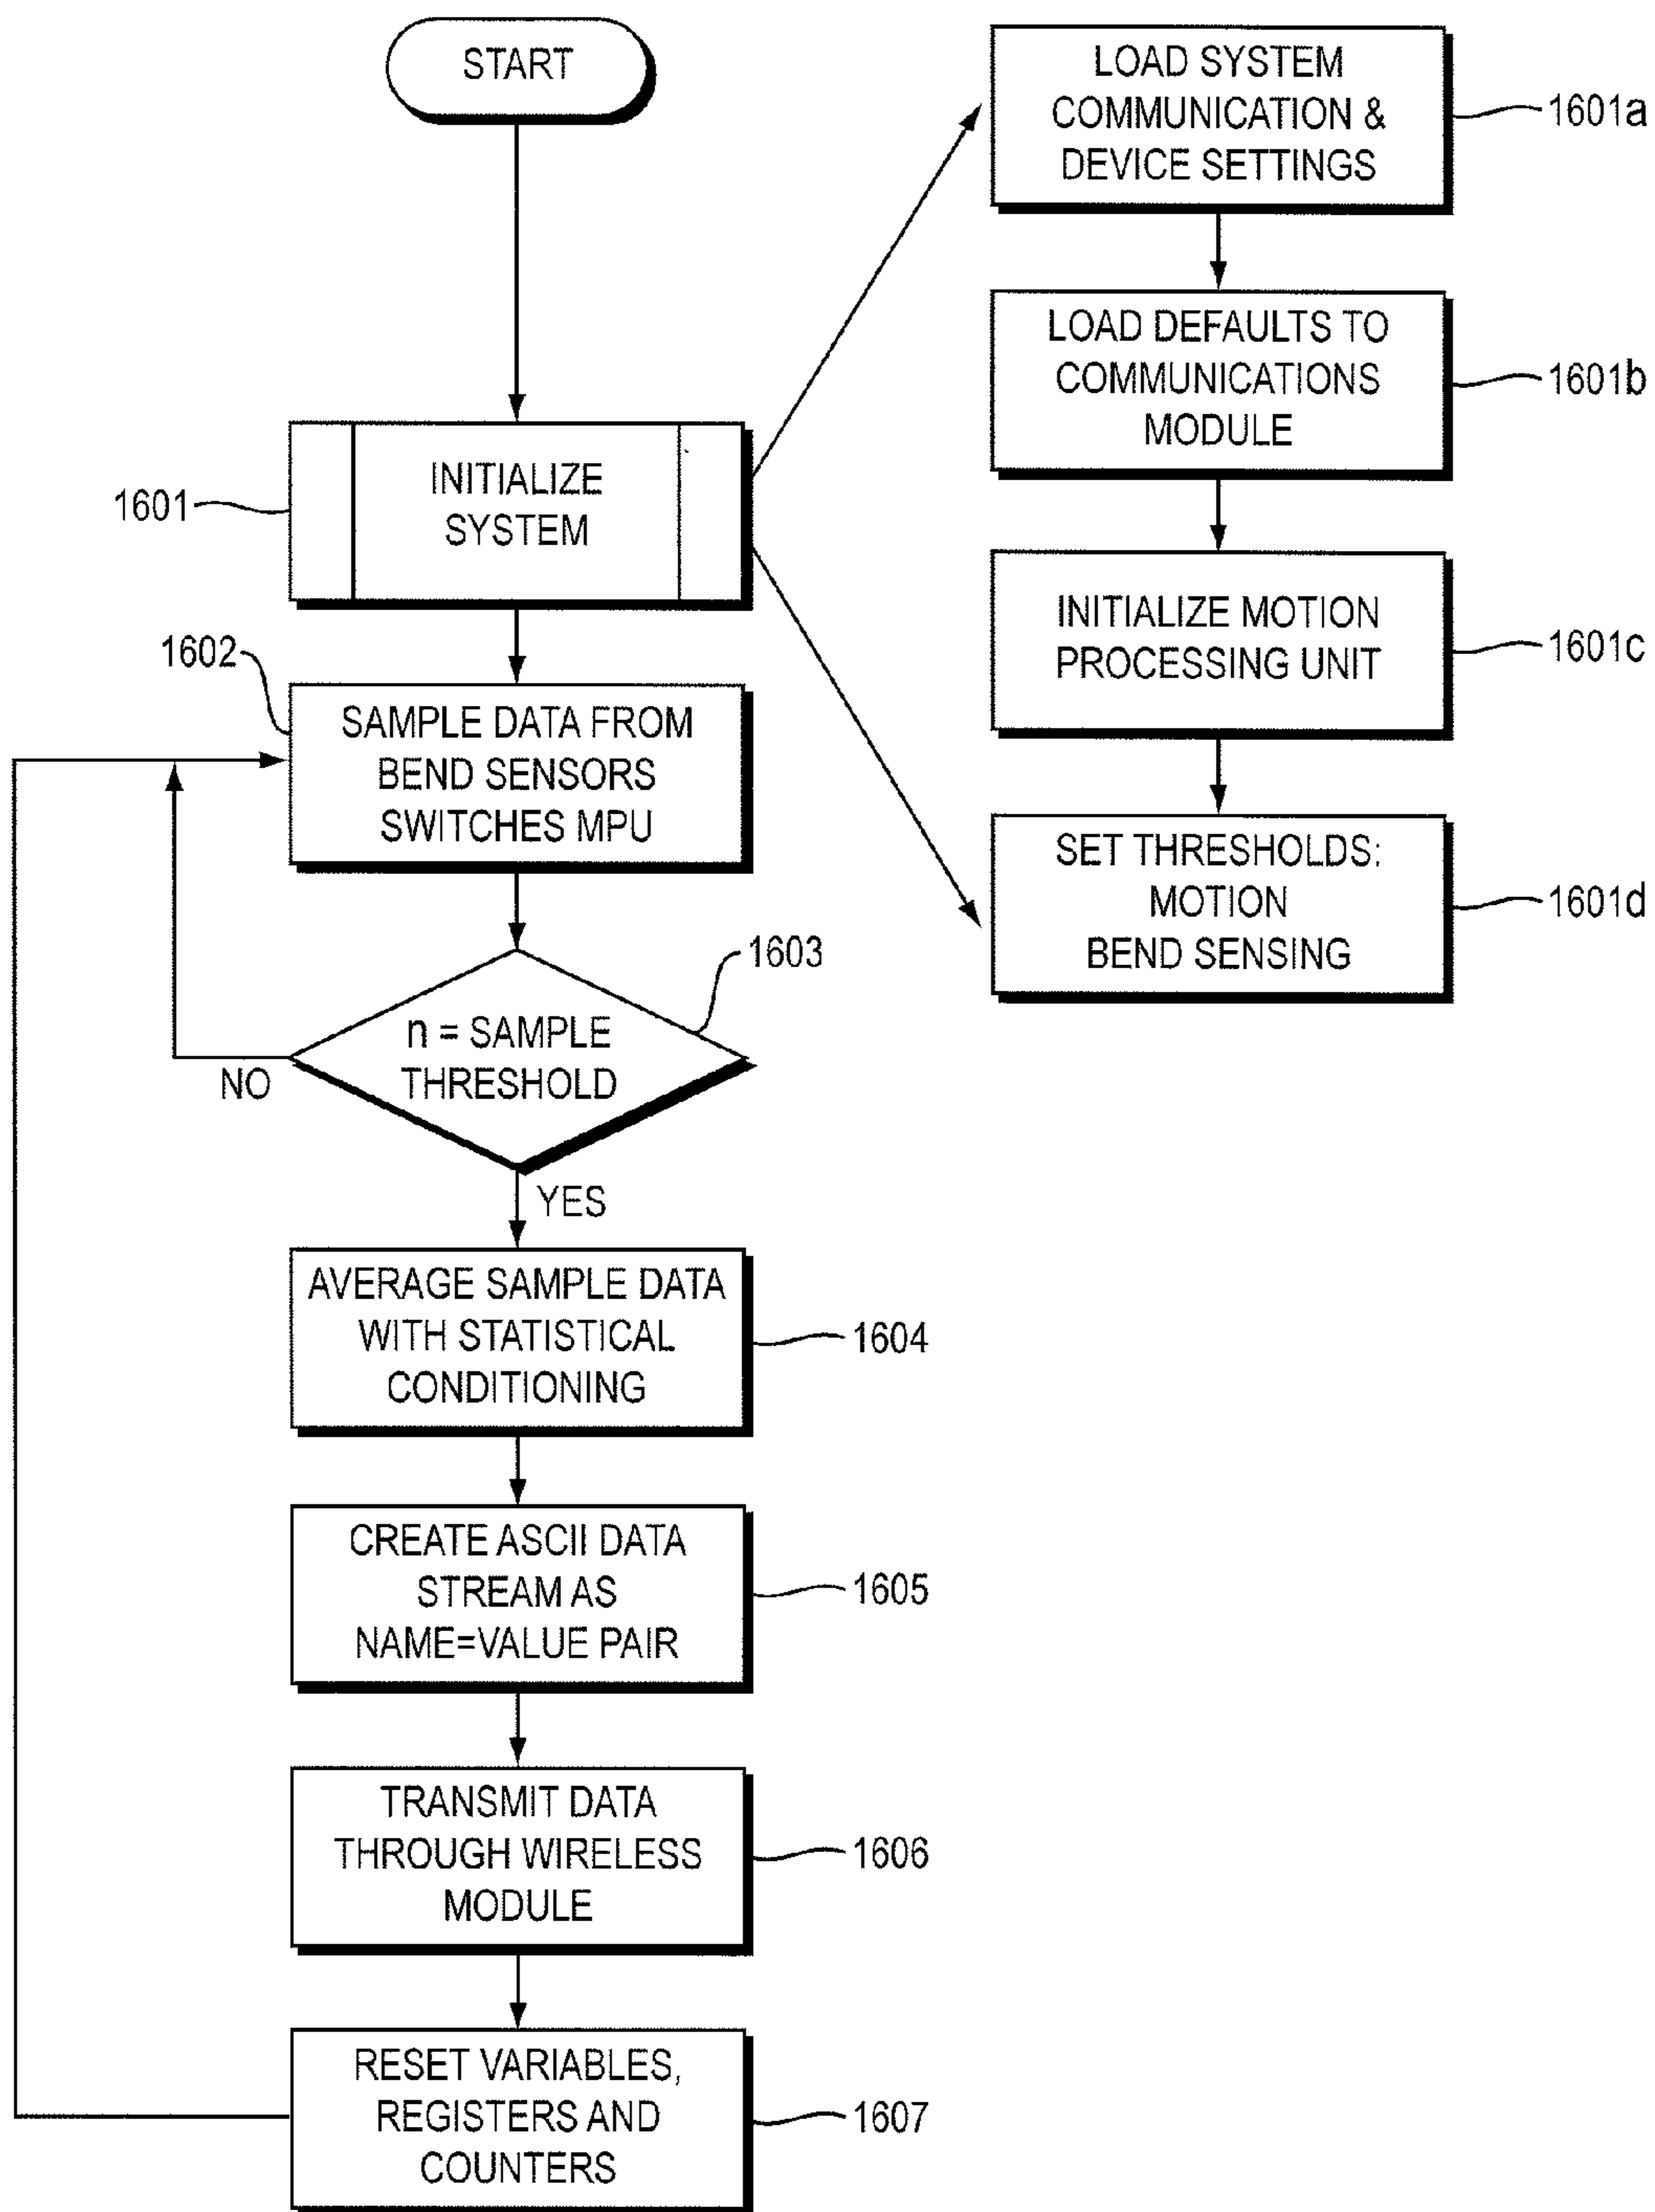 START
1601
INITIALIZE
SYSTEM
LOAD SYSTEM
COMMUNICATION &
DEVICE SETTINGS
1601a
LOAD DEFAULTS TO
COMMUNICATIONS
MODULE
1601b
INITIALIZE MOTION
PROCESSING UNIT
1601c
SET THRESHOLDS:
MOTION
BEND SENSING
1601d
1602
SAMPLE DATA FROM
BEND SENSORS
SWITCHES MPU
1603
n = SAMPLE
THRESHOLD
NO
YES
AVERAGE SAMPLE DATA
WITH STATISTICAL
CONDITIONING
1604
CREATE ASCII DATA
STREAM AS
NAME=VALUE PAIR
1605
TRANSMIT DATA
THROUGH WIRELESS
MODULE
1606
RESET VARIABLES,
REGISTERS AND
COUNTERS
1607